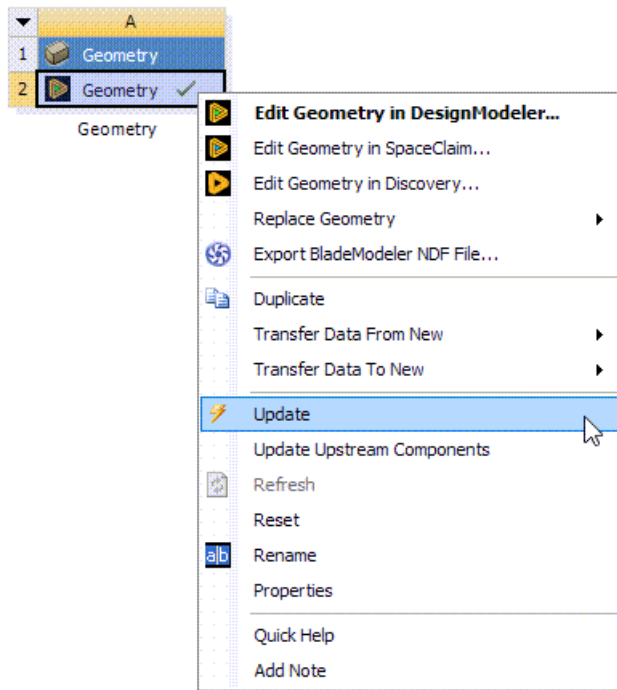 A
1 Geometry
2 Geometry
Geometry
Edit Geometry in DesignModeler...
Edit Geometry in SpaceClaim...
Edit Geometry in Discovery...
Replace Geometry
Export BladeModeler NDF File...
Duplicate
Transfer Data From New
Transfer Data To New
Update
Update Upstream Components
Refresh
Reset
a|b Rename
Properties
Quick Help
Add Note